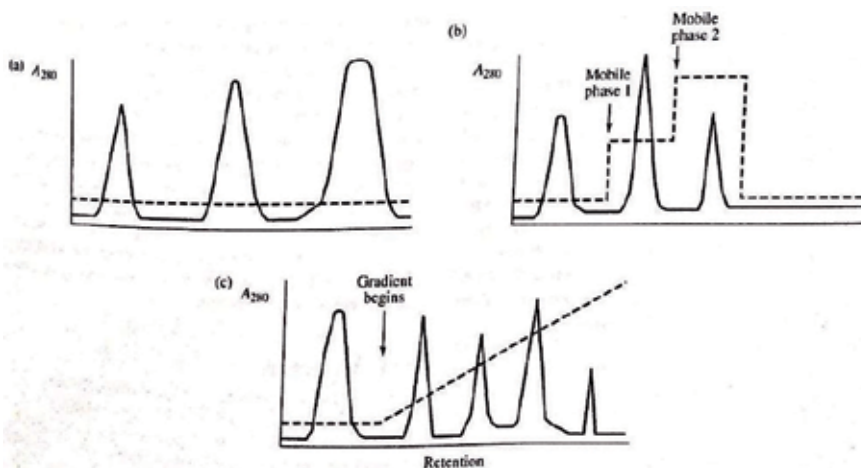 (a) A280
(b) A280
Mobile
phase 1
Mobile
phase 2
(c) A280
Gradient
begins
Retention